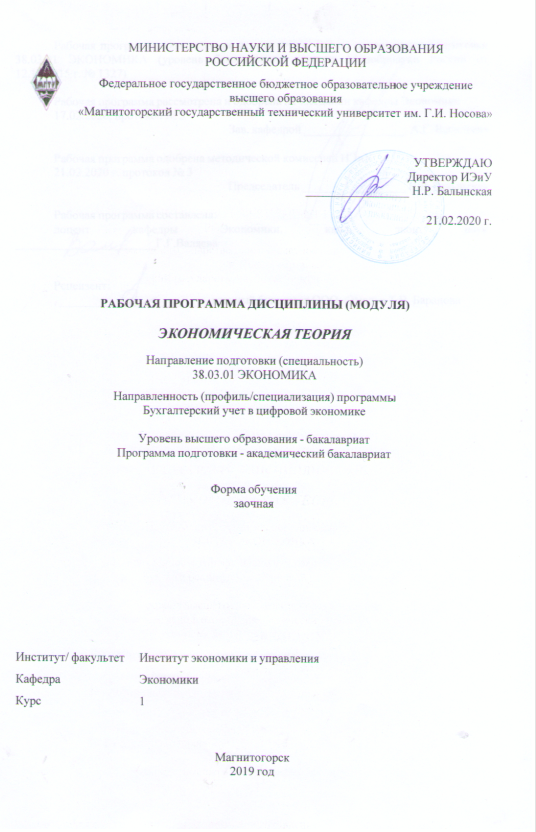 МИНИСТЕРСТВО НАУКИ И ВЫСШЕГО ОБРАЗОВАНИЯ
РОССИЙСКОЙ ФЕДЕРАЦИИ
Федеральное государственное бюджетное образовательное учреждение
высшего образования
«Магнитогорский государственный технический университет им. Г.И. Носова»
УТВЕРЖДАЮ
Директор ИЭиУ
Н.Р. Балынская
21.02.2020 г.
РАБОЧАЯ ПРОГРАММА ДИСЦИПЛИНЫ (МОДУЛЯ)
ЭКОНОМИЧЕСКАЯ ТЕОРИЯ
Направление подготовки (специальность)
38.03.01 ЭКОНОМИКА
Направленность (профиль/специализация) программы
Бухгалтерский учет в цифровой экономике
Уровень высшего образования - бакалавриат
Программа подготовки - академический бакалавриат
Форма обучения
заочная
Институт/ факультет Институт экономики и управления
Кафедра Экономики
Курс 1
Магнитогорск
2019 год